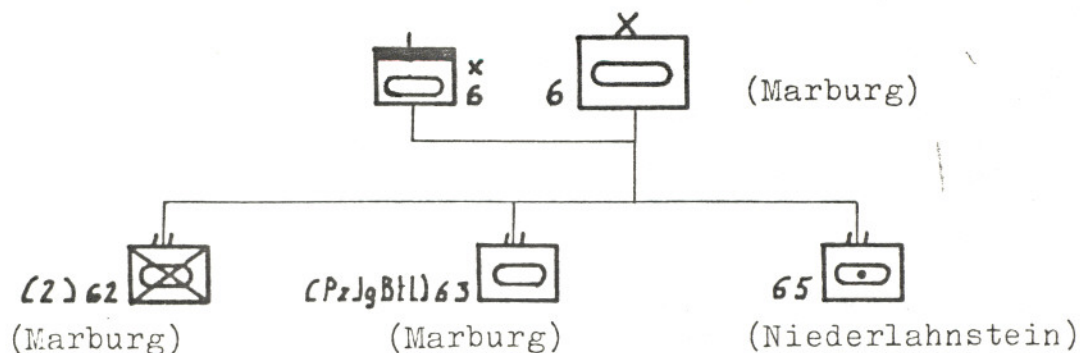 x
6
6
(Marburg)
(2) 62
(PzJgBtl) 63
65
(Marburg)
(Marburg)
(Niederlahnstein)